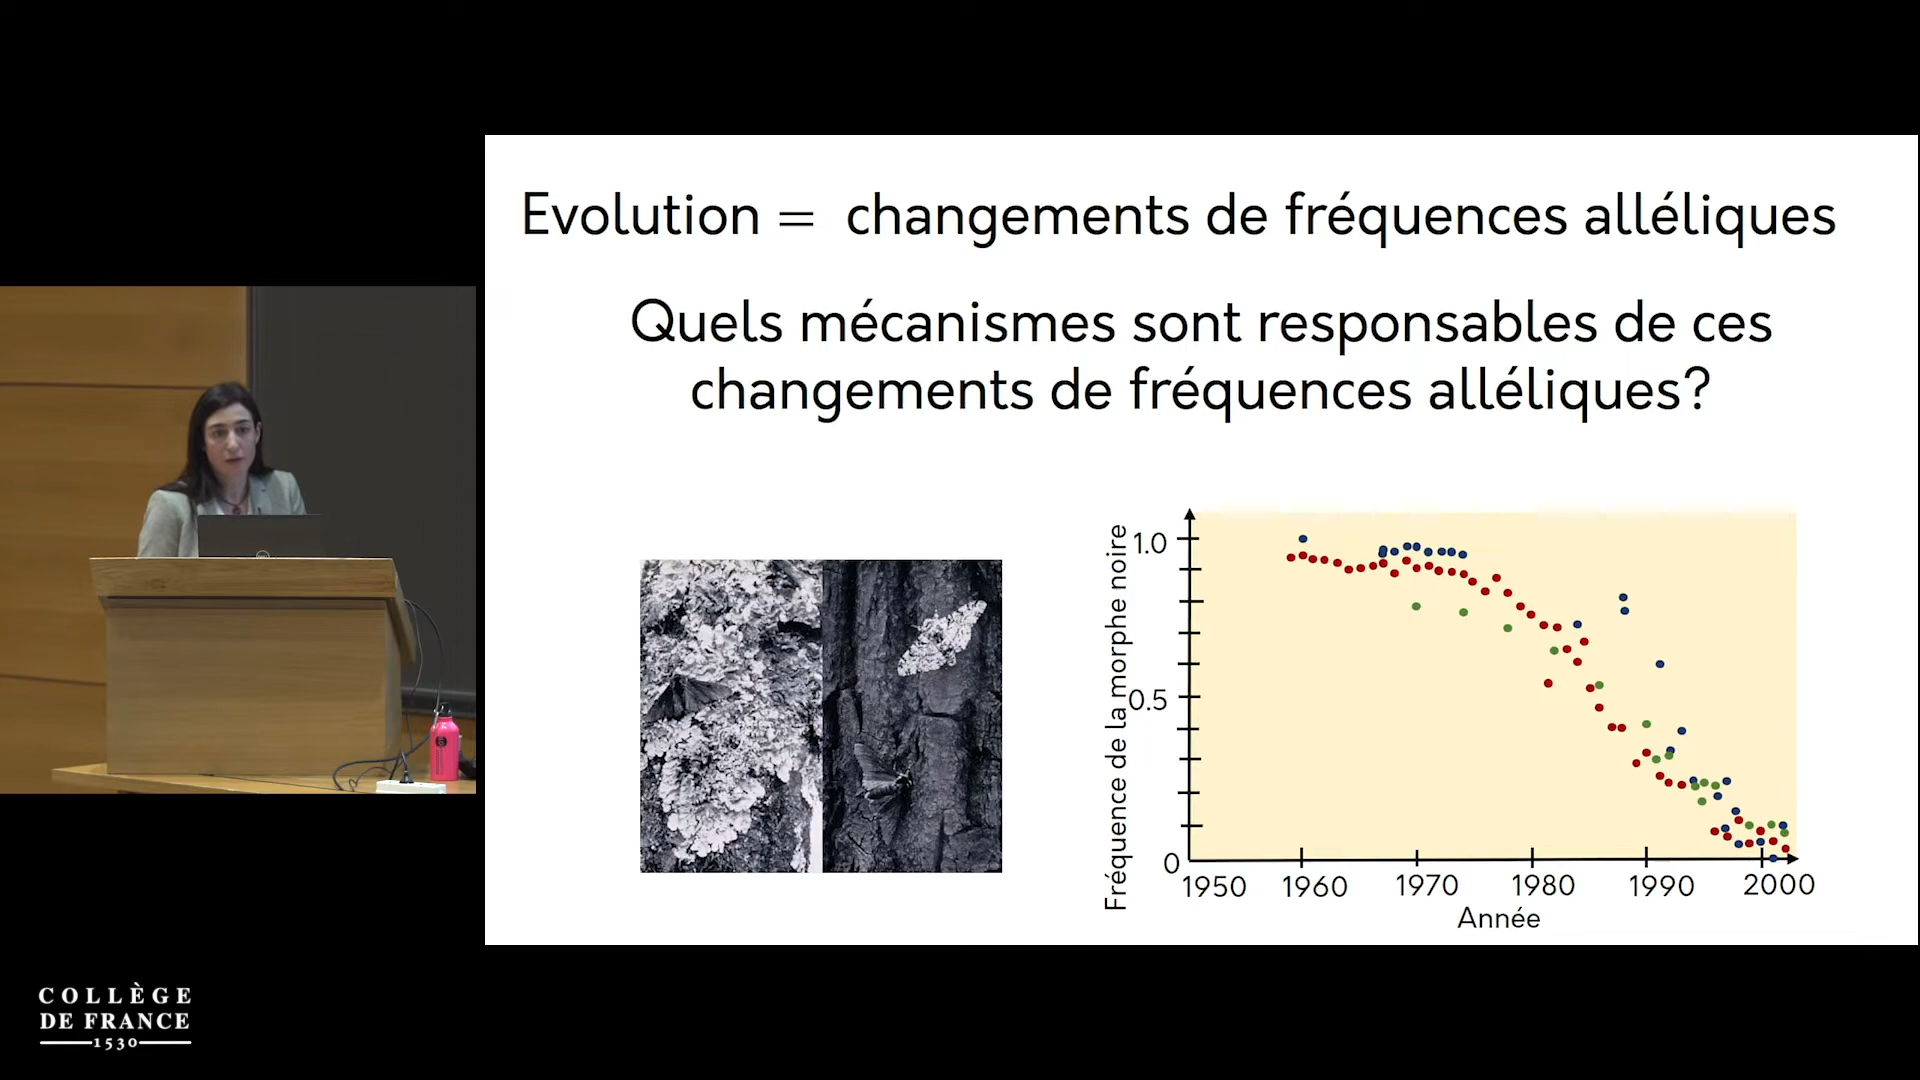 Evolution = changements de fréquences alléliques
Quels mécanismes sont responsables de ces
changements de fréquences alléliques?
Fréquence de la morphe noire
1.0
0.5
0
1950 1960 1970 1980 1990 2000
Année
COLLÈGE
DE FRANCE
1530